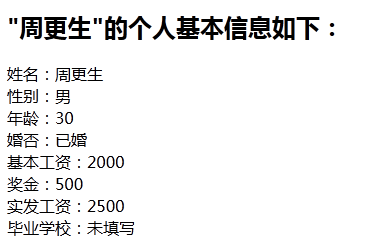 "周更生"的个人基本信息如下：
姓名：周更生
性别：男
年龄：30
婚否：已婚
基本工资：2000
奖金：500
实发工资：2500
毕业学校：未填写